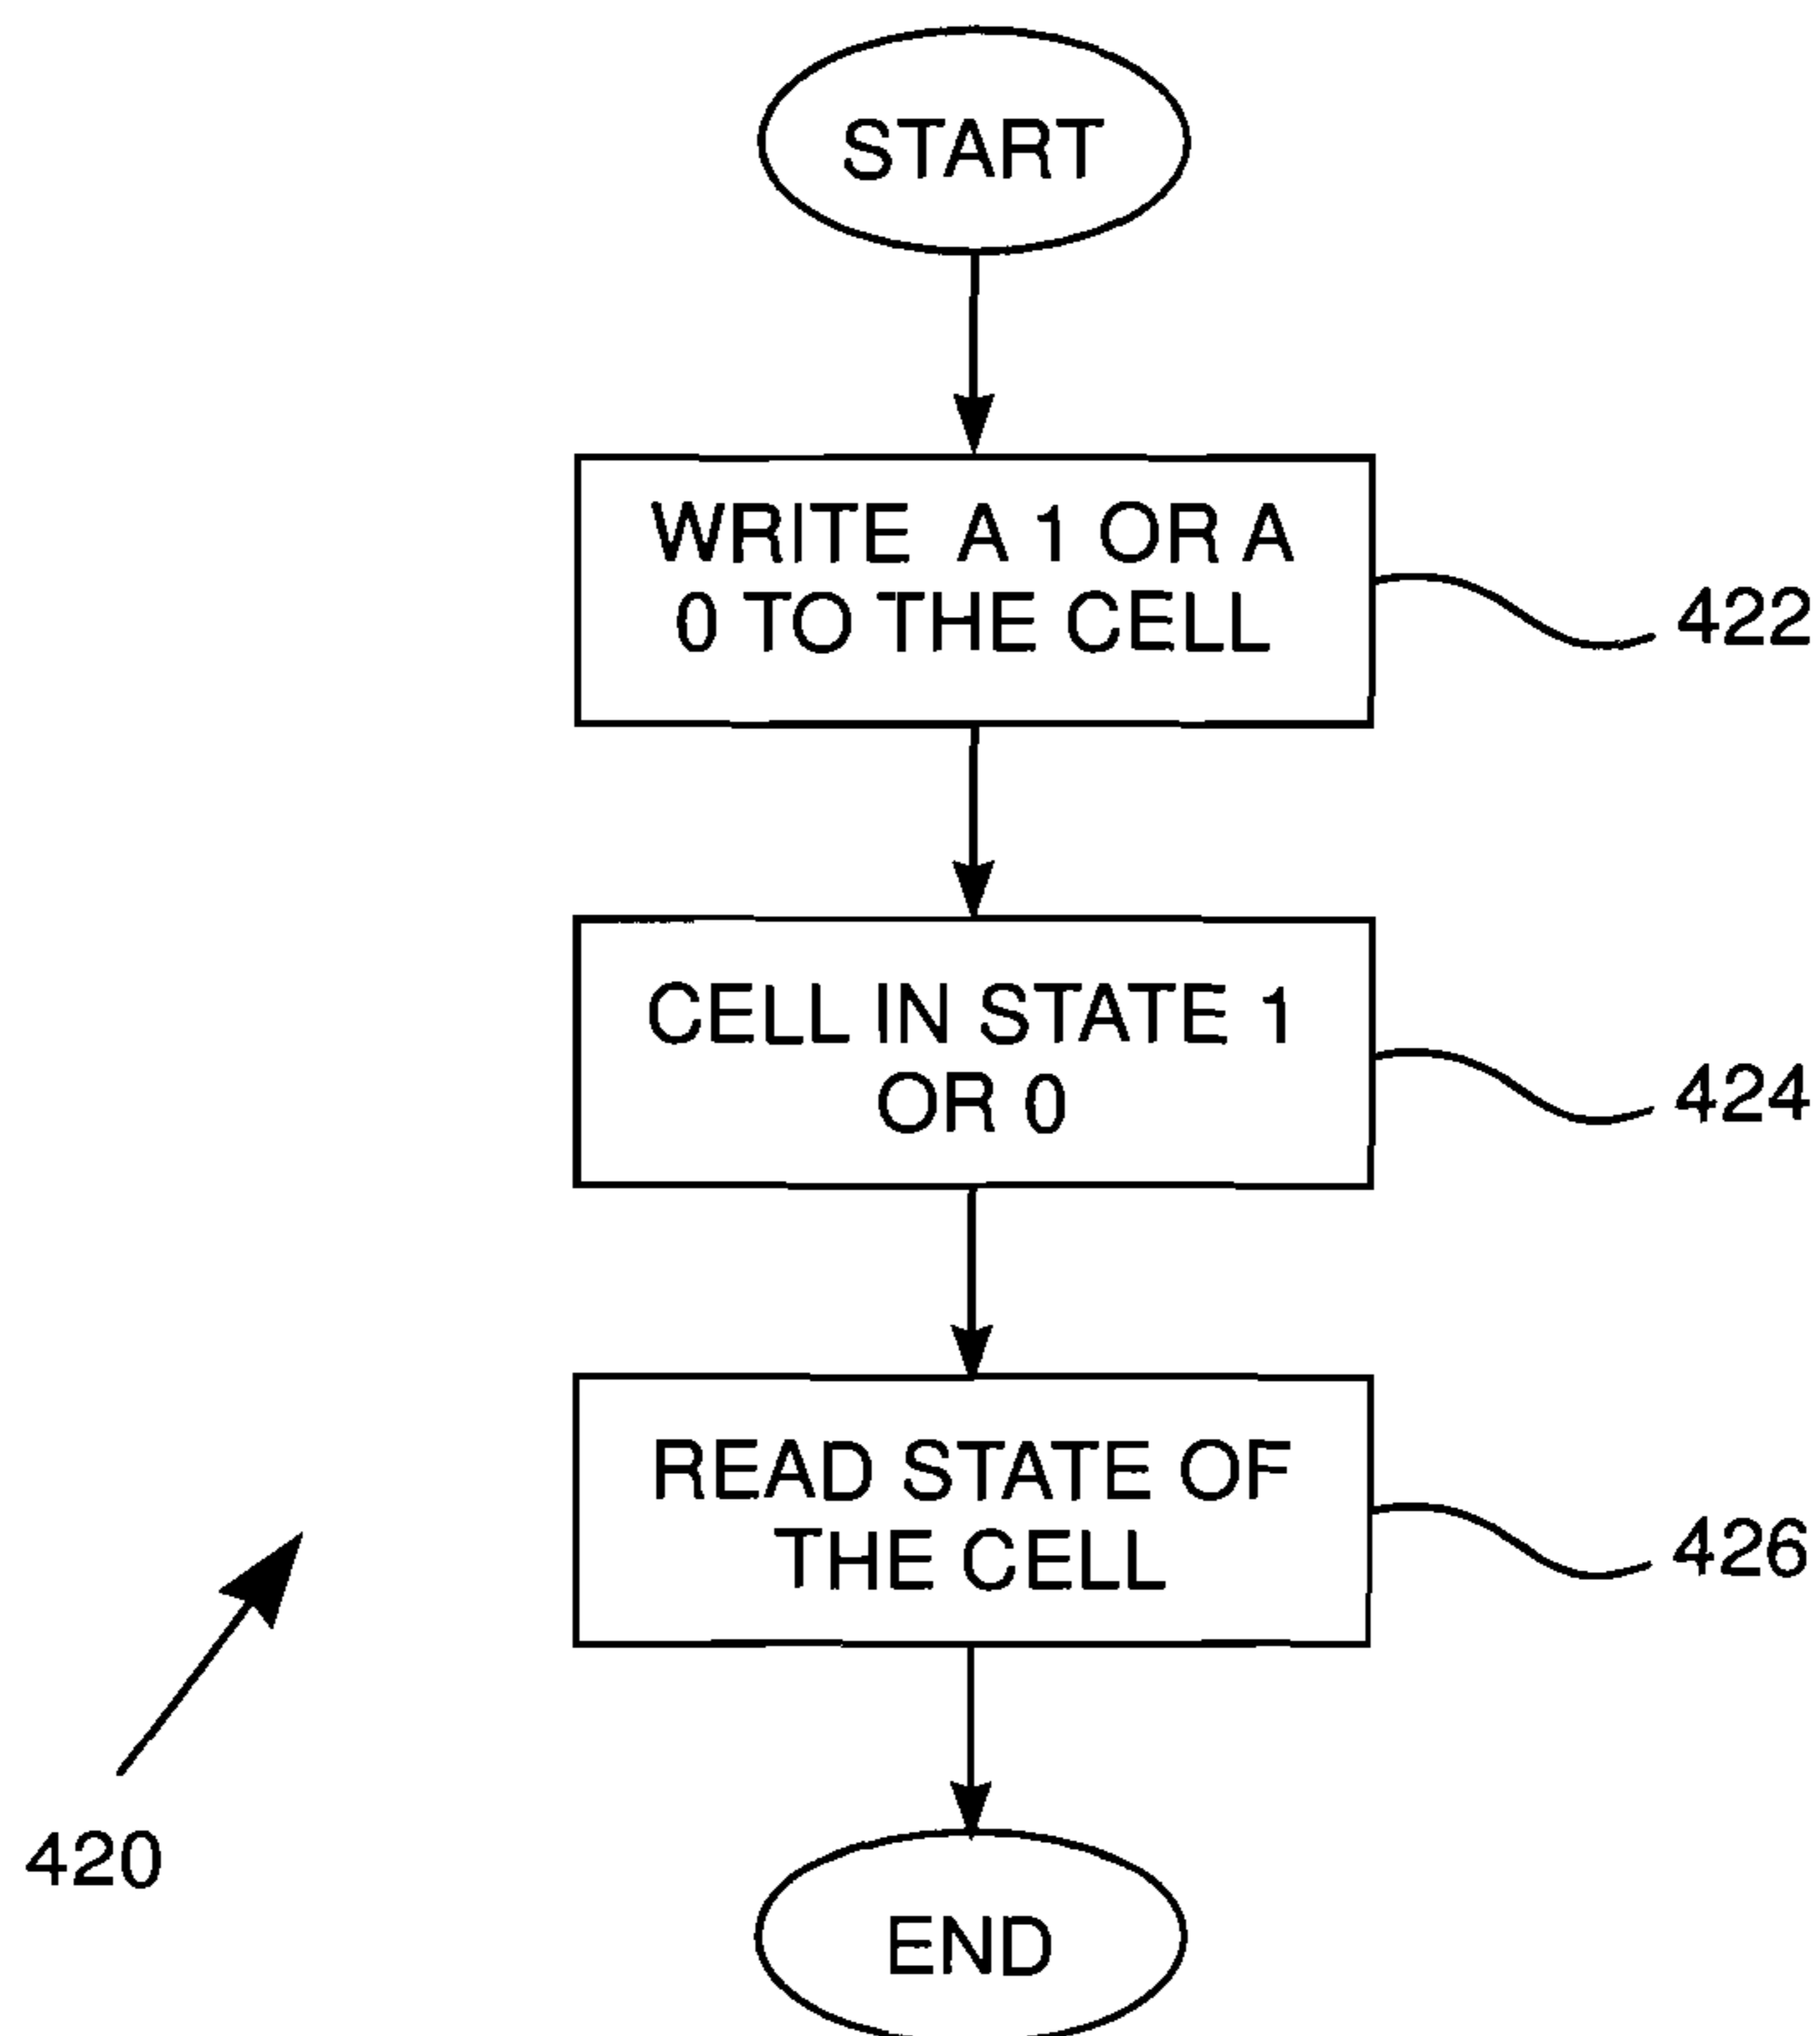 START
WRITE A 1 OR A
0 TO THE CELL
422
CELL IN STATE 1
OR 0
424
READ STATE OF
THE CELL
426
420
END